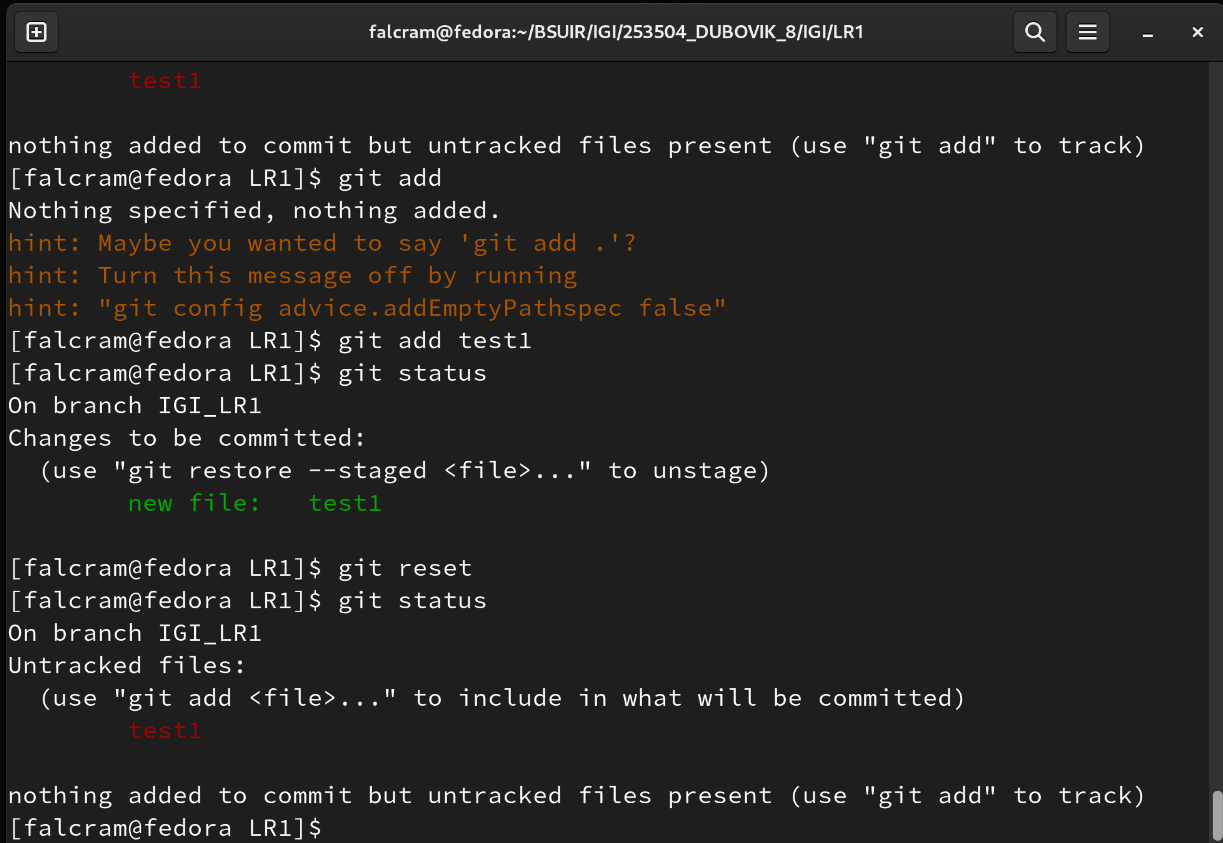 falcram@fedora:~/BSUIR/IGI/253504_DUBOVIK_8/IGI/LR1
test1
nothing added to commit but untracked files present (use "git add" to track)
[falcram@fedora LR1]$ git add
Nothing specified, nothing added.
hint: Maybe you wanted to say 'git add .'?
hint: Turn this message off by running
hint: "git config advice.addEmptyPathspec false"
[falcram@fedora LR1]$ git add test1
[falcram@fedora LR1]$ git status
On branch IGI_LR1
Changes to be committed:
  (use "git restore --staged <file>..." to unstage)
        new file:   test1
[falcram@fedora LR1]$ git reset
[falcram@fedora LR1]$ git status
On branch IGI_LR1
Untracked files:
  (use "git add <file>..." to include in what will be committed)
        test1
nothing added to commit but untracked files present (use "git add" to track)
[falcram@fedora LR1]$